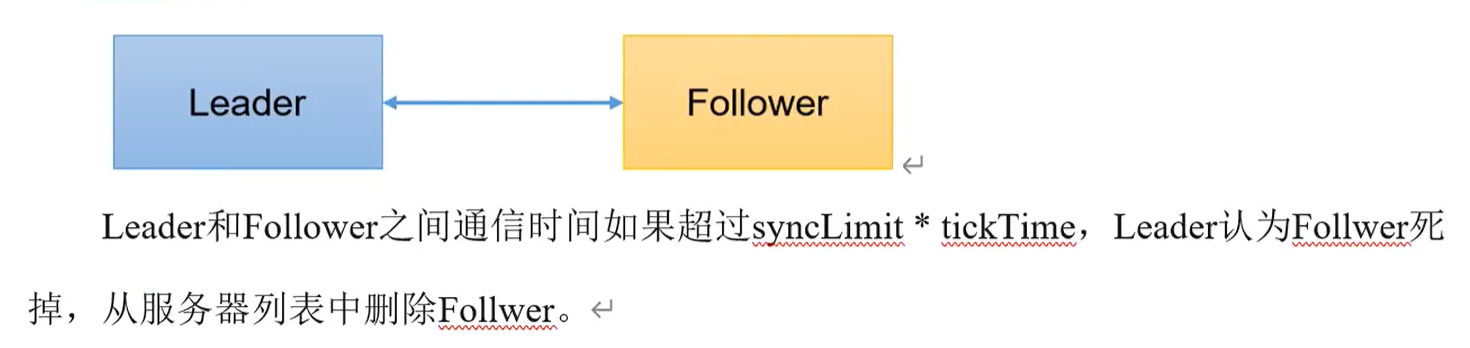 Leader
Follower
Leader和Follower之间通信时间如果超过syncLimit * tickTime，Leader认为Follwer死
掉，从服务器列表中删除Follwer。